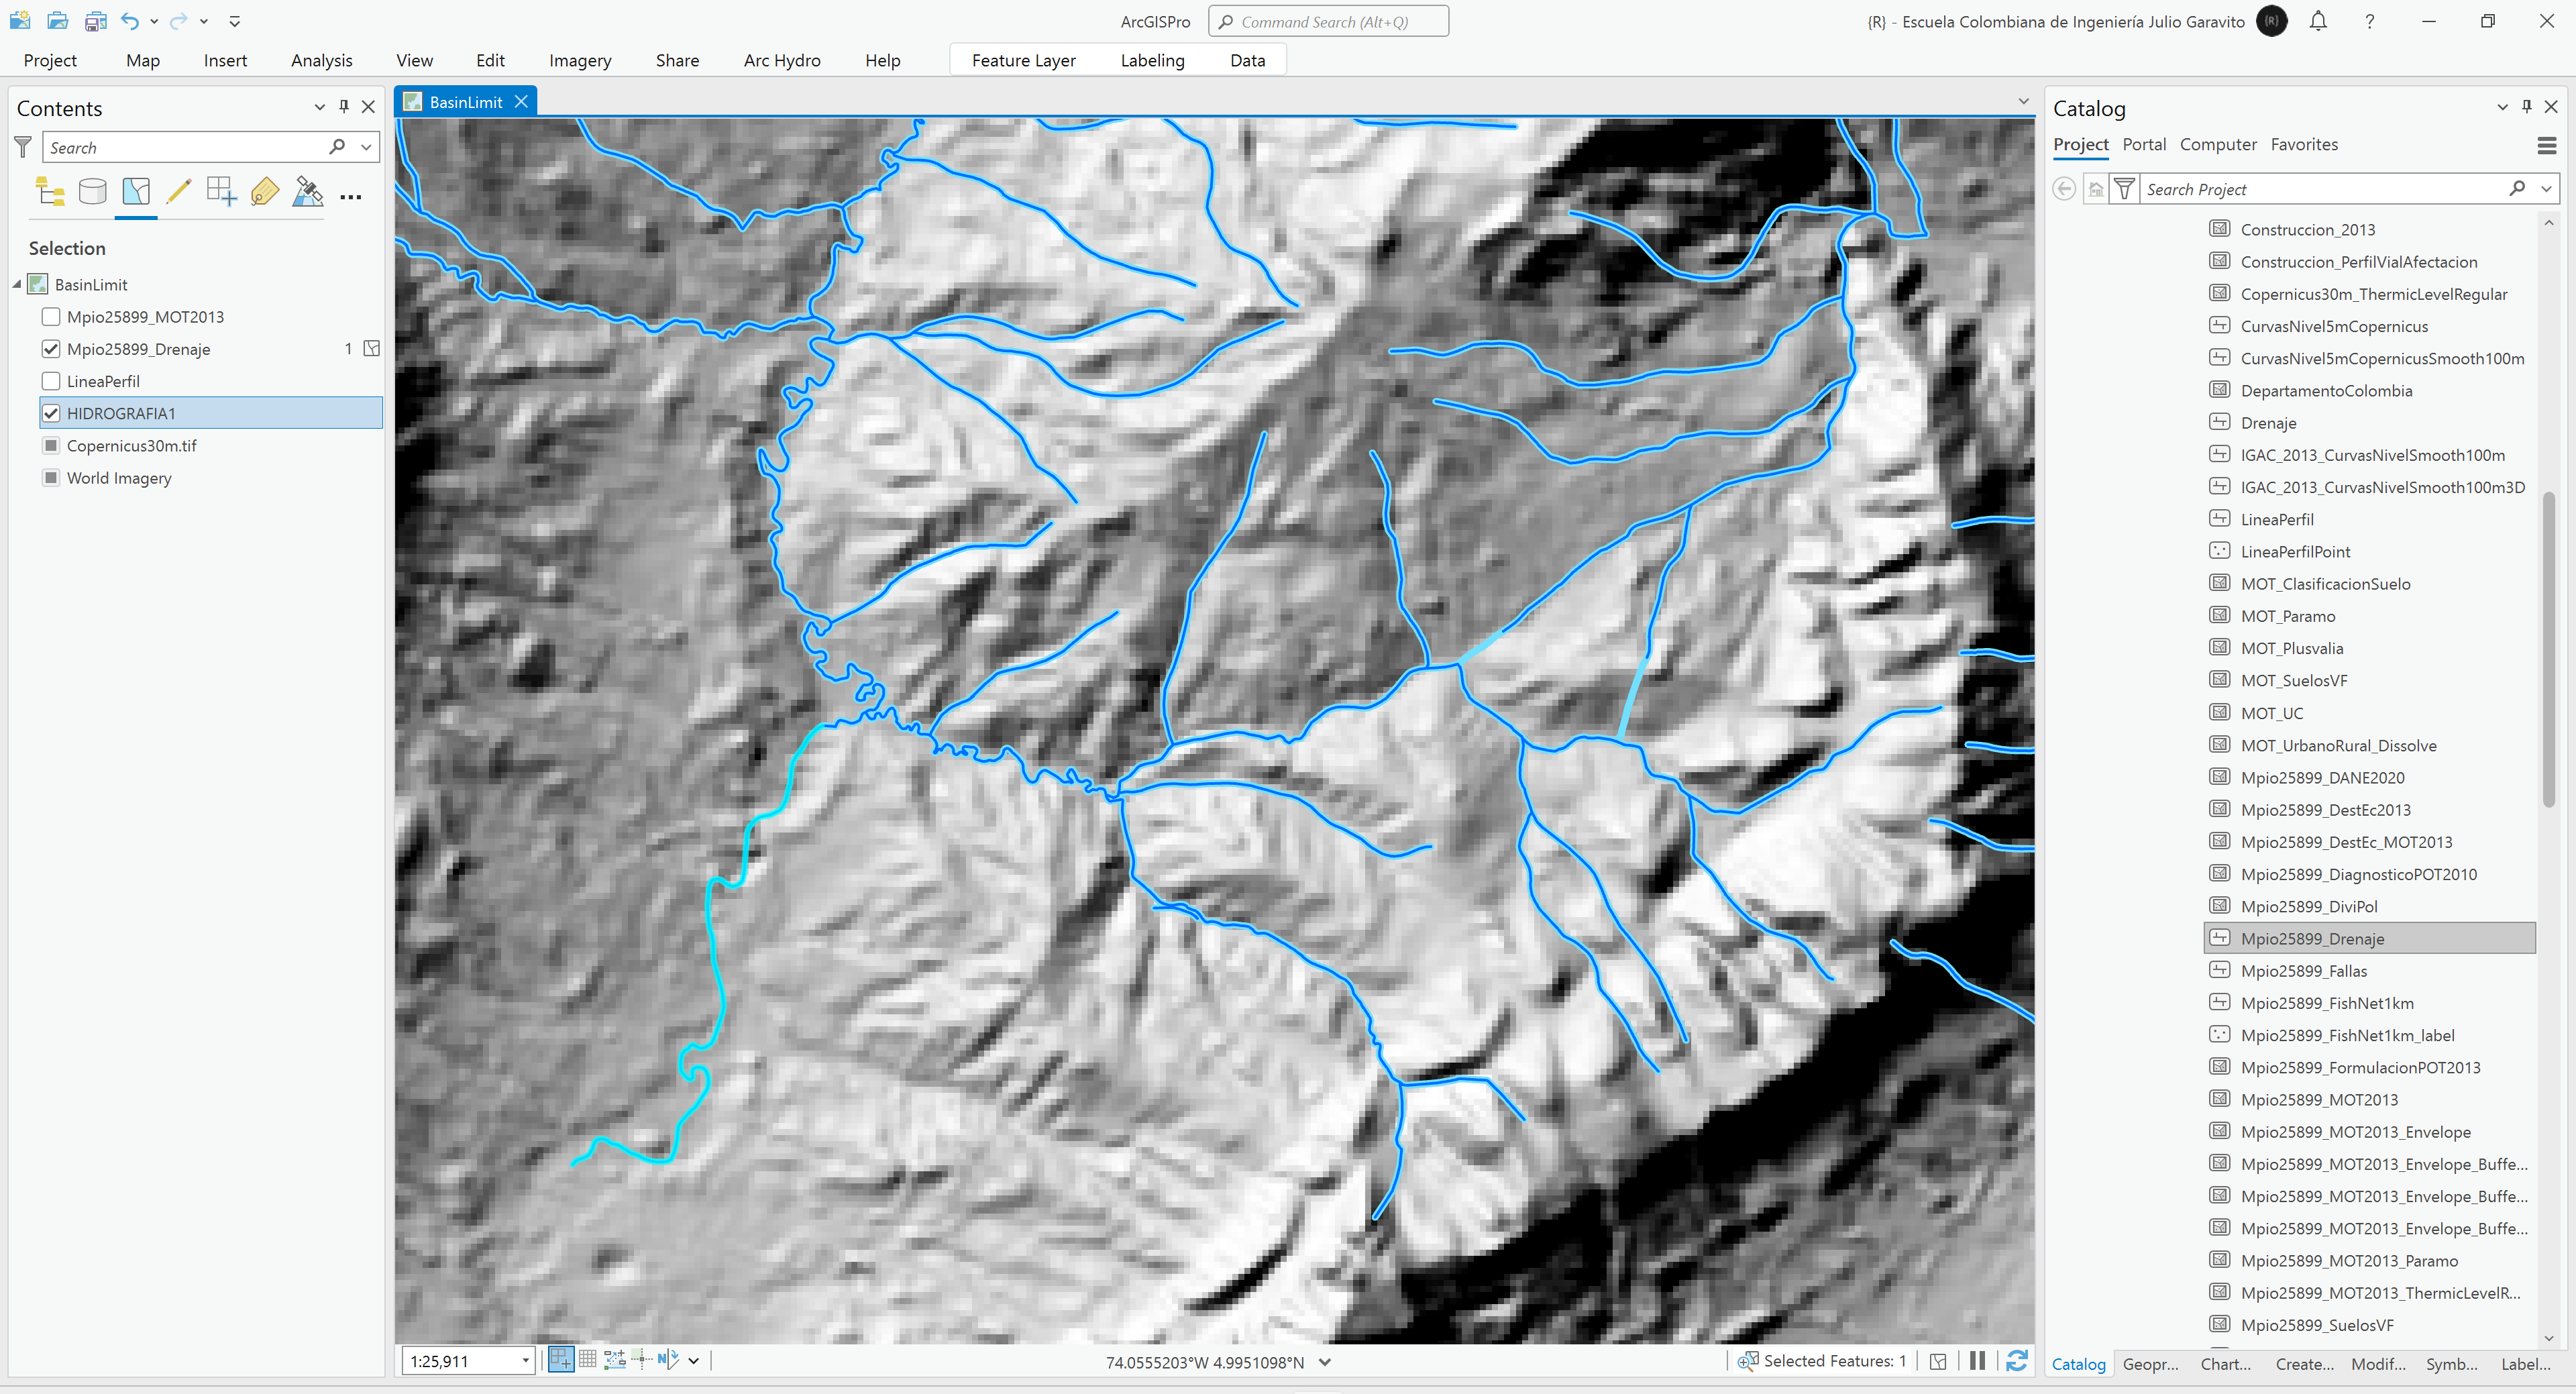 ArcGISPro
Command Search (Alt+Q)
{R} - Escuela Colombiana de Ingeniería Julio Garavito
{R}
?
Project Map Insert Analysis View Edit Imagery Share Arc Hydro Help Feature Layer Labeling Data
Contents
Search
Selection
BasinLimit
Mpio25899_MOT2013
Mpio25899_Drenaje 1
LineaPerfil
HIDROGRAFIA1
Copernicus30m.tif
World Imagery
BasinLimit
1:25,911
N
74.0555203°W 4.9951098°N
Selected Features: 1
Catalog
Project Portal Computer Favorites
Search Project
Construccion_2013
Construccion_PerfilVialAfectacion
Copernicus30m_ThermicLevelRegular
CurvasNivel5mCopernicus
CurvasNivel5mCopernicusSmooth100m
DepartamentoColombia
Drenaje
IGAC_2013_CurvasNivelSmooth100m
IGAC_2013_CurvasNivelSmooth100m3D
LineaPerfil
LineaPerfilPoint
MOT_ClasificacionSuelo
MOT_Paramo
MOT_Plusvalia
MOT_SuelosVF
MOT_UC
MOT_UrbanoRural_Dissolve
Mpio25899_DANE2020
Mpio25899_DestEc2013
Mpio25899_DestEc_MOT2013
Mpio25899_DiagnosticoPOT2010
Mpio25899_DiviPol
Mpio25899_Drenaje
Mpio25899_Fallas
Mpio25899_FishNet1km
Mpio25899_FishNet1km_label
Mpio25899_FormulacionPOT2013
Mpio25899_MOT2013
Mpio25899_MOT2013_Envelope
Mpio25899_MOT2013_Envelope_Buffe...
Mpio25899_MOT2013_Envelope_Buffe...
Mpio25899_MOT2013_Envelope_Buffe...
Mpio25899_MOT2013_Paramo
Mpio25899_MOT2013_ThermicLevelR...
Mpio25899_SuelosVF
Catalog Geopr... Chart... Create... Modif... Symb... Label...